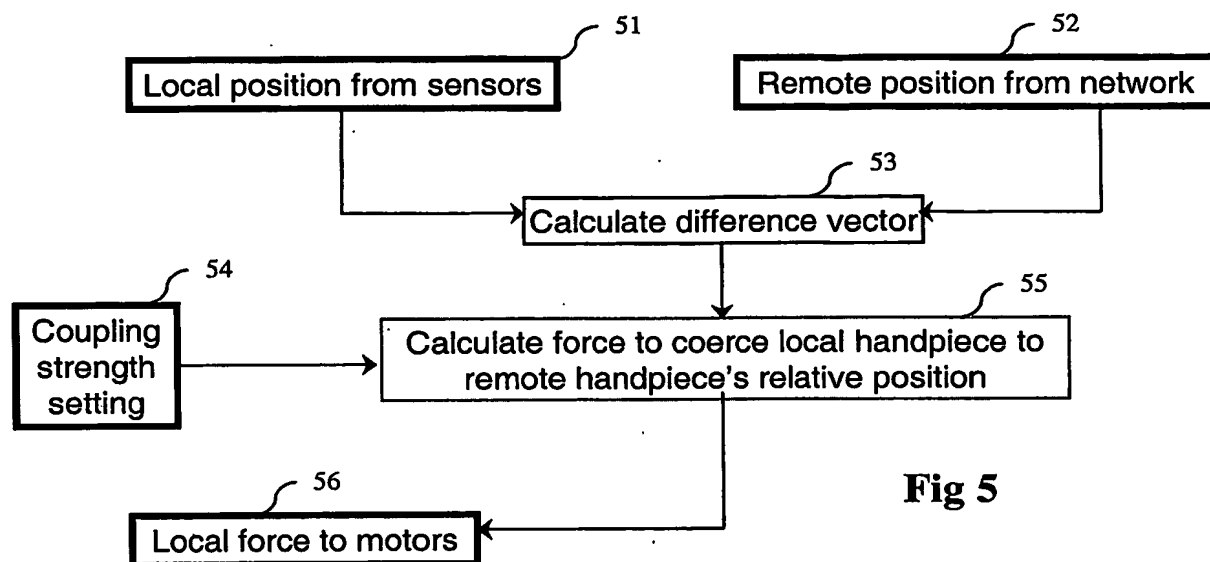 51
52
Local position from sensors
Remote position from network
53
Calculate difference vector
54
55
Coupling
strength
setting
Calculate force to coerce local handpiece to
remote handpiece's relative position
56
Fig 5
Local force to motors